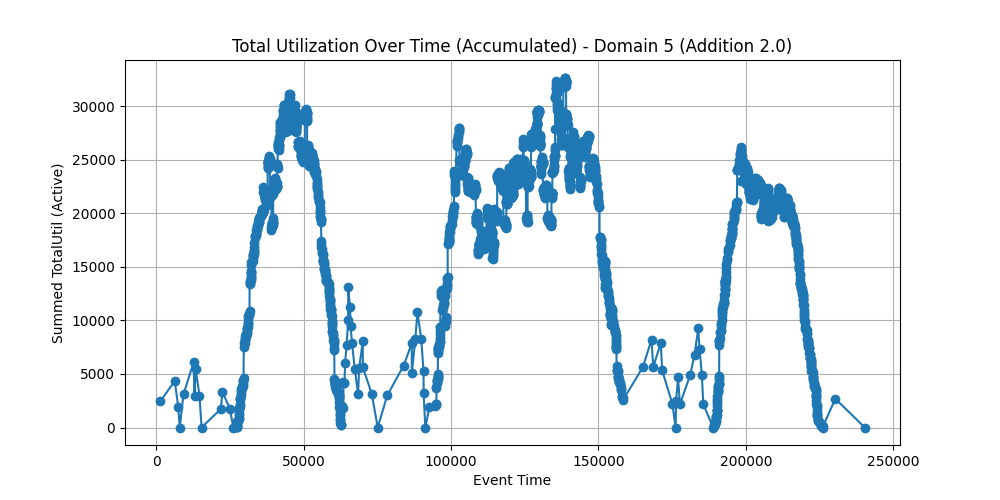 Total Utilization Over Time (Accumulated) - Domain 5 (Addition 2.0)
Summed TotalUtil (Active)
30000
25000
20000
15000
10000
5000
0
0 50000 100000 150000 200000 250000
Event Time